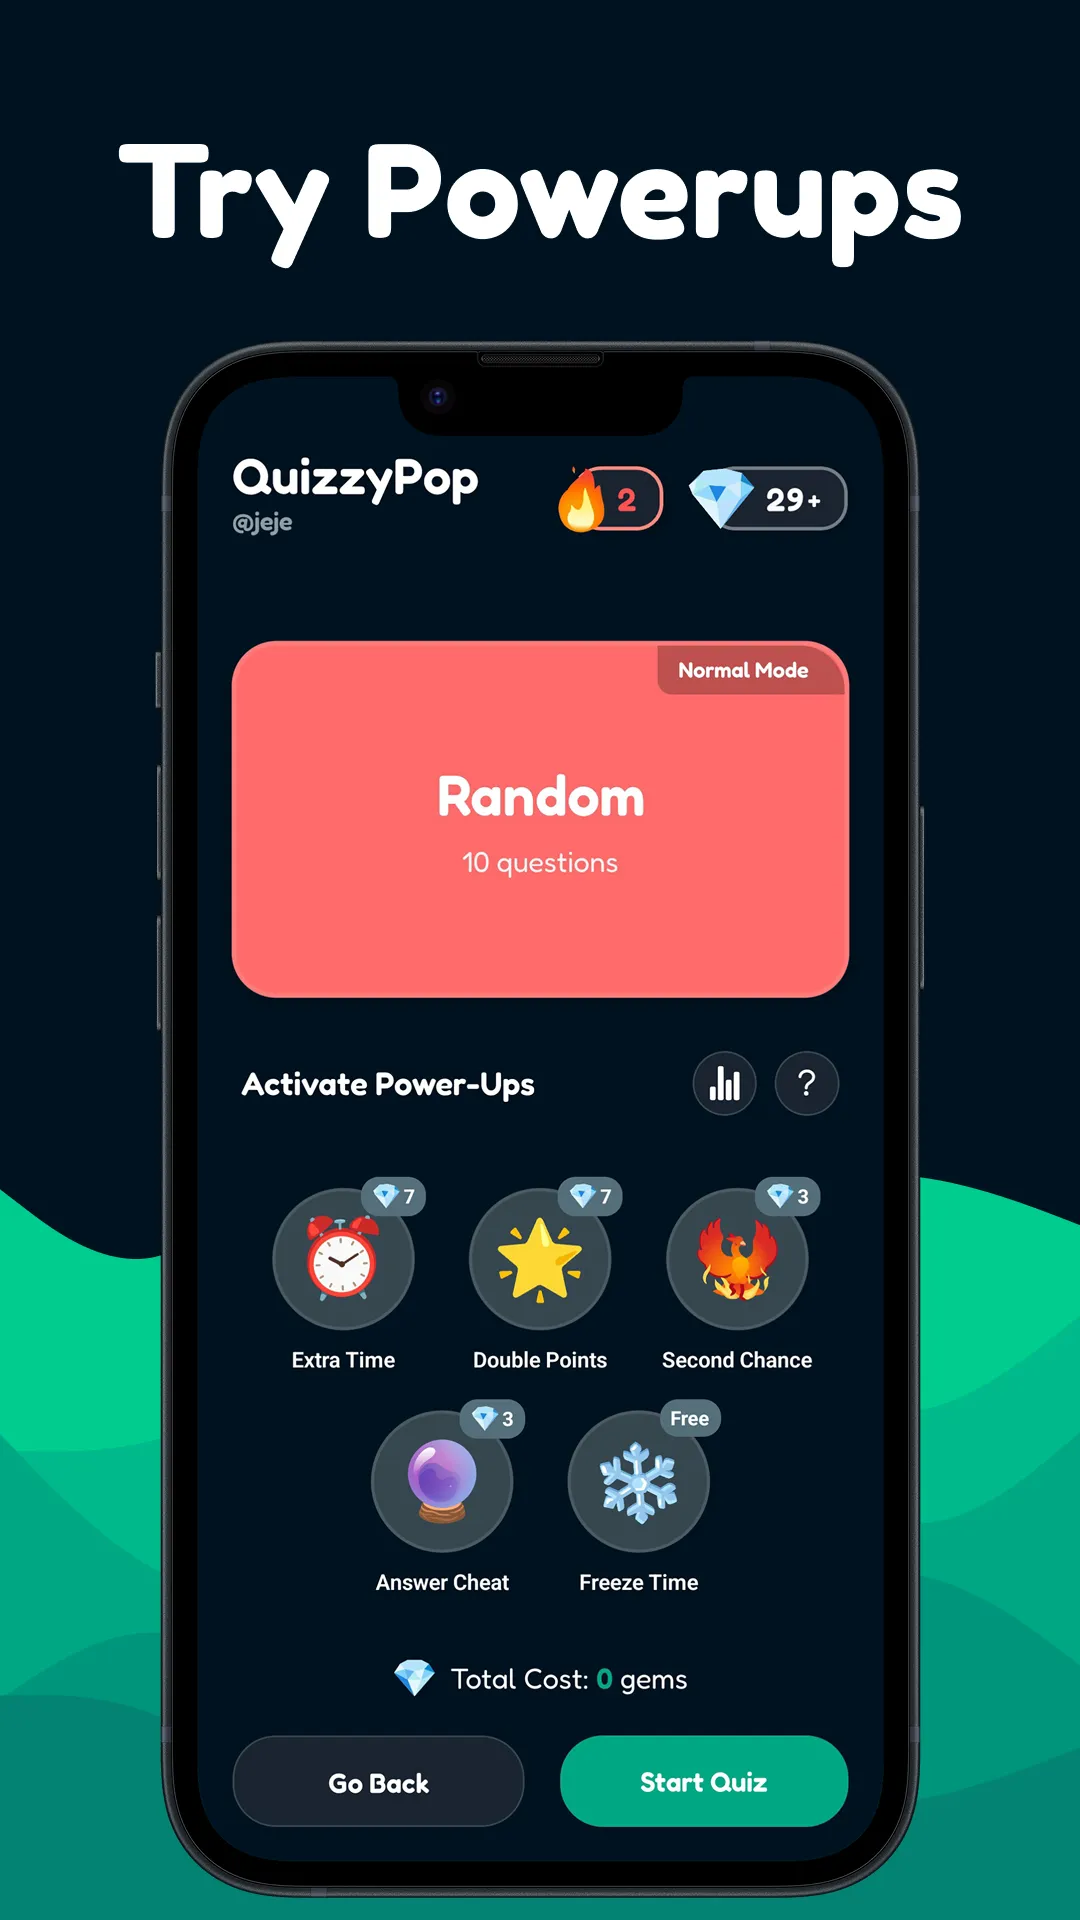 Try Powerups
QuizzyPop
@jeje
2
29+
Normal Mode
Random
10 questions
Activate Power-Ups
?
7
7
3
Extra Time
Double Points
Second Chance
3
Free
Answer Cheat
Freeze Time
Total Cost: 0 gems
Go Back
Start Quiz